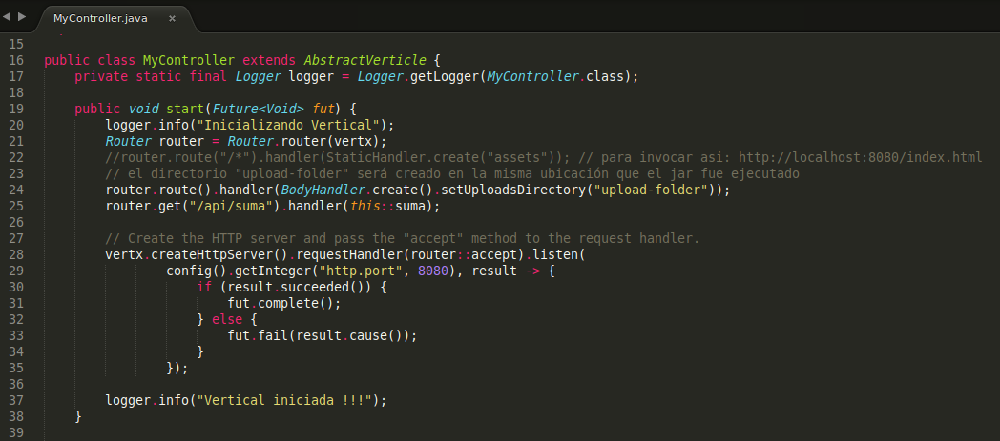 MyController.java ×
15
16 public class MyController extends AbstractVerticle {
17     private static final Logger logger = Logger.getLogger(MyController.class);
18
19     public void start(Future<Void> fut) {
20         logger.info("Inicializando Vertical");
21         Router router = Router.router(vertx);
22         //router.route("/*").handler(StaticHandler.create("assets")); // para invocar asi: http://localhost:8080/index.html
23         // el directorio "upload-folder" será creado en la misma ubicación que el jar fue ejecutado
24         router.route().handler(BodyHandler.create().setUploadsDirectory("upload-folder"));
25         router.get("/api/suma").handler(this::suma);
26
27         // Create the HTTP server and pass the "accept" method to the request handler.
28         vertx.createHttpServer().requestHandler(router::accept).listen(
29                 config().getInteger("http.port", 8080), result -> {
30                     if (result.succeeded()) {
31                         fut.complete();
32                     } else {
33                         fut.fail(result.cause());
34                     }
35                 });
36
37         logger.info("Vertical iniciada !!!");
38     }
39